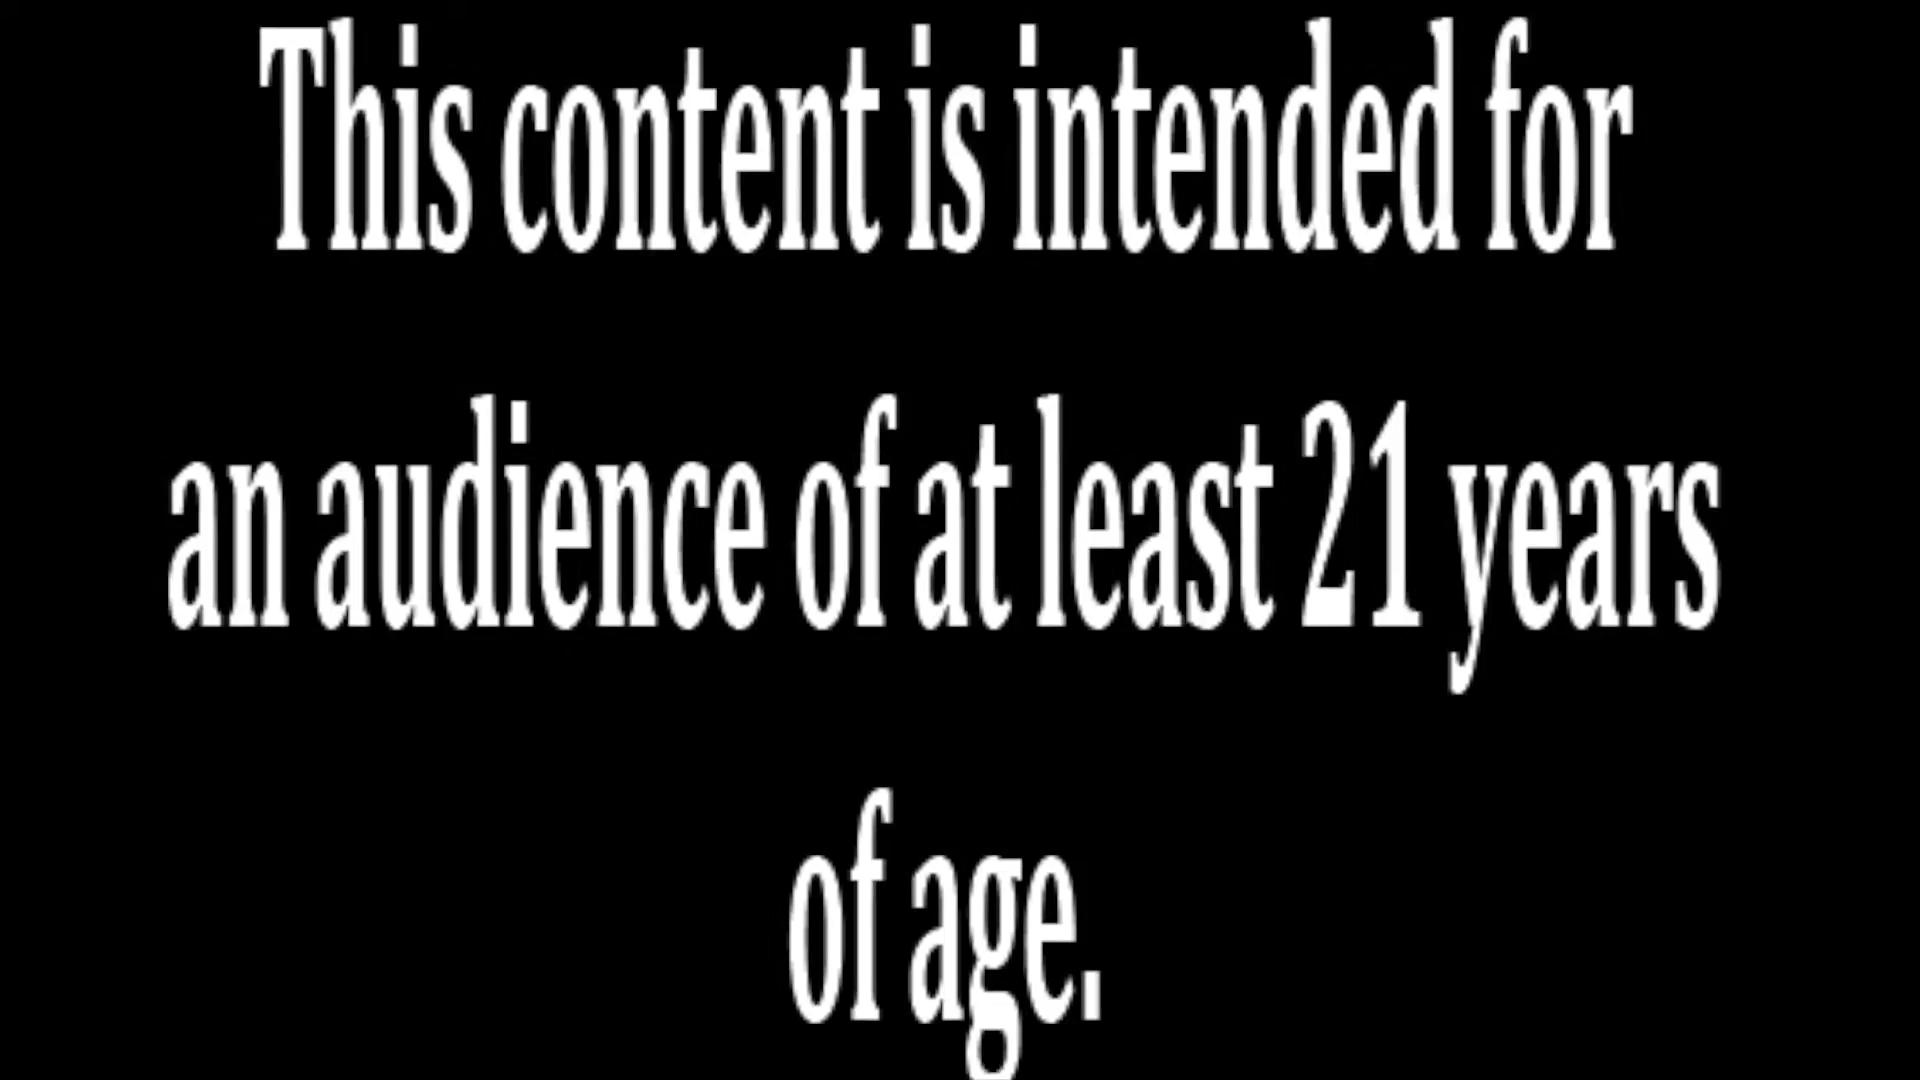 This content is intended for
an audience of at least 21 years
of age.